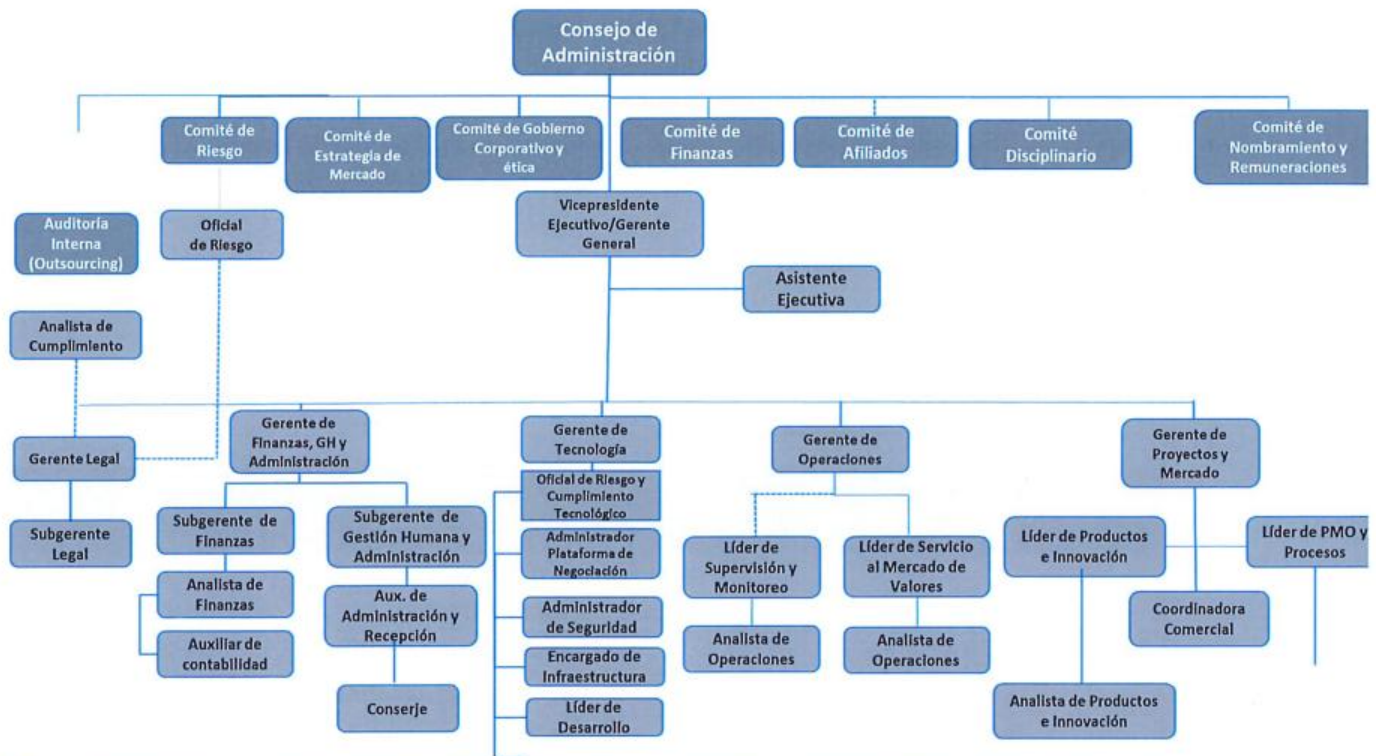 Consejo de
Administración
Comité de
Riesgo
Comité de
Estrategia de
Mercado
Comité de Gobierno
Corporativo y
ética
Comité de
Finanzas
Comité de
Afiliados
Comité
Disciplinario
Comité de
Nombramiento y
Remuneraciones
Auditoría
Interna
(Outsourcing)
Oficial
de Riesgo
Vicepresidente
Ejecutivo/Gerente
General
Asistente
Ejecutiva
Analista de
Cumplimiento
Gerente Legal
Gerente de
Finanzas, GH y
Administración
Gerente de
Tecnología
Gerente de
Operaciones
Gerente de
Proyectos y
Mercado
Subgerente
Legal
Subgerente de
Finanzas
Subgerente de
Gestión Humana y
Administración
Oficial de Riesgo y
Cumplimiento
Tecnológico
Administrador
Plataforma de
Negociación
Líder de
Supervisión y
Monitoreo
Líder de Servicio
al Mercado de
Valores
Líder de Productos
e Innovación
Líder de PMO y
Procesos
Analista de
Finanzas
Aux. de
Administración y
Recepción
Administrador
de Seguridad
Coordinadora
Comercial
Auxiliar de
contabilidad
Encargado de
Infraestructura
Analista de
Operaciones
Analista de
Operaciones
Conserje
Líder de
Desarrollo
Analista de Productos
e Innovación